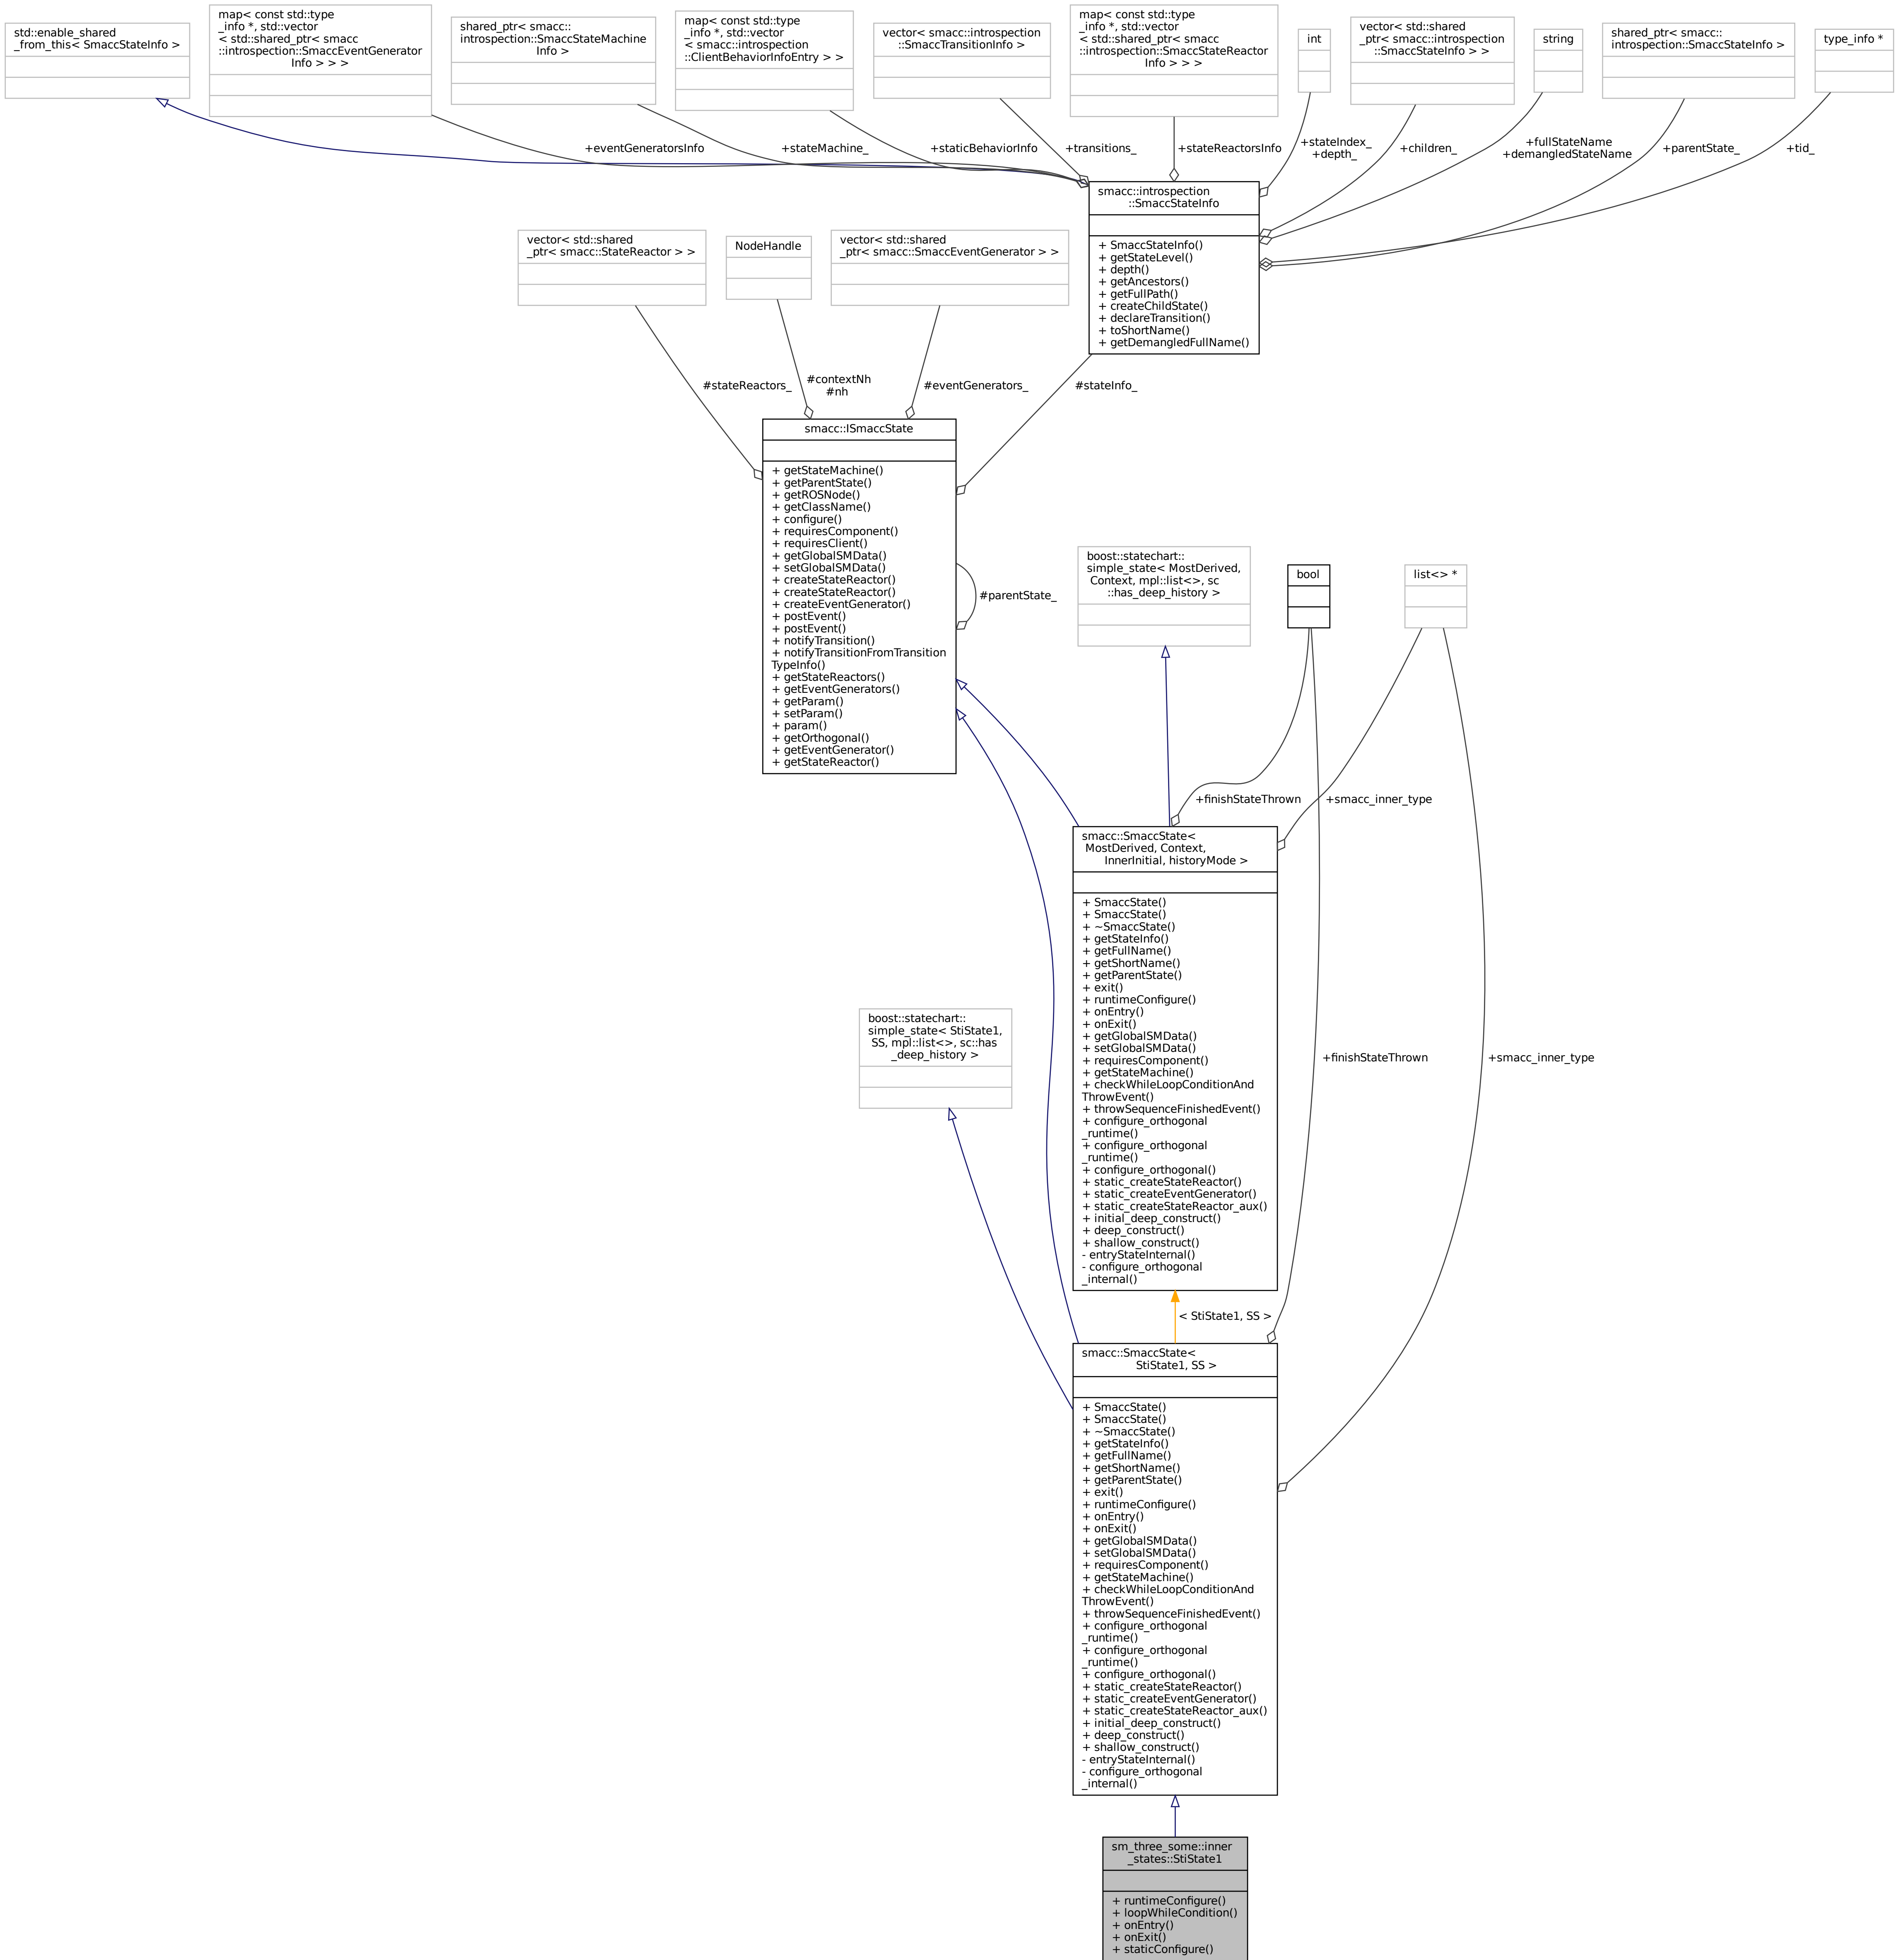 std::enable_shared
_from_this< SmaccStateInfo >
map< const std::type
_info *, std::vector
< std::shared_ptr< smacc
::introspection::SmaccEventGenerator
Info > > >
shared_ptr< smacc::
introspection::SmaccStateMachine
Info >
map< const std::type
_info *, std::vector
< smacc::introspection
::ClientBehaviorInfoEntry > >
vector< smacc::introspection
::SmaccTransitionInfo >
map< const std::type
_info *, std::vector
< std::shared_ptr< smacc
::introspection::SmaccStateReactor
Info > > >
int
vector< std::shared
_ptr< smacc::introspection
::SmaccStateInfo > >
string
shared_ptr< smacc::
introspection::SmaccStateInfo >
type_info *
+eventGeneratorsInfo
+stateMachine_
+staticBehaviorInfo
+transitions_
+stateReactorsInfo
+stateIndex_
+depth_
+children_
+fullStateName
+demangledStateName
+parentState_
+tid_
smacc::introspection
::SmaccStateInfo
+ SmaccStateInfo()
+ getStateLevel()
+ depth()
+ getAncestors()
+ getFullPath()
+ createChildState()
+ declareTransition()
+ toShortName()
+ getDemangledFullName()
vector< std::shared
_ptr< smacc::StateReactor > >
NodeHandle
vector< std::shared
_ptr< smacc::SmaccEventGenerator > >
#stateReactors_
#contextNh
#nh
#eventGenerators_
#stateInfo_
smacc::ISmaccState
+ getStateMachine()
+ getParentState()
+ getROSNode()
+ getClassName()
+ configure()
+ requiresComponent()
+ requiresClient()
+ getGlobalSMData()
+ setGlobalSMData()
+ createStateReactor()
+ createStateReactor()
+ createEventGenerator()
+ postEvent()
+ postEvent()
+ notifyTransition()
+ notifyTransitionFromTransition
TypeInfo()
+ getStateReactors()
+ getEventGenerators()
+ getParam()
+ setParam()
+ param()
+ getOrthogonal()
+ getEventGenerator()
+ getStateReactor()
#parentState_
boost::statechart::
simple_state< MostDerived,
Context, mpl::list<>, sc
::has_deep_history >
bool
list<> *
+finishStateThrown
+smacc_inner_type
smacc::SmaccState<
MostDerived, Context,
InnerInitial, historyMode >
+ SmaccState()
+ SmaccState()
+ ~SmaccState()
+ getStateInfo()
+ getFullName()
+ getShortName()
+ getParentState()
+ exit()
+ runtimeConfigure()
+ onEntry()
+ onExit()
+ getGlobalSMData()
+ setGlobalSMData()
+ requiresComponent()
+ getStateMachine()
+ checkWhileLoopConditionAnd
ThrowEvent()
+ throwSequenceFinishedEvent()
+ configure_orthogonal
_runtime()
+ configure_orthogonal
_runtime()
+ configure_orthogonal()
+ static_createStateReactor()
+ static_createEventGenerator()
+ static_createStateReactor_aux()
+ initial_deep_construct()
+ deep_construct()
+ shallow_construct()
- entryStateInternal()
- configure_orthogonal
_internal()
boost::statechart::
simple_state< StiState1,
SS, mpl::list<>, sc::has
_deep_history >
+finishStateThrown
+smacc_inner_type
< StiState1, SS >
smacc::SmaccState<
StiState1, SS >
+ SmaccState()
+ SmaccState()
+ ~SmaccState()
+ getStateInfo()
+ getFullName()
+ getShortName()
+ getParentState()
+ exit()
+ runtimeConfigure()
+ onEntry()
+ onExit()
+ getGlobalSMData()
+ setGlobalSMData()
+ requiresComponent()
+ getStateMachine()
+ checkWhileLoopConditionAnd
ThrowEvent()
+ throwSequenceFinishedEvent()
+ configure_orthogonal
_runtime()
+ configure_orthogonal
_runtime()
+ configure_orthogonal()
+ static_createStateReactor()
+ static_createEventGenerator()
+ static_createStateReactor_aux()
+ initial_deep_construct()
+ deep_construct()
+ shallow_construct()
- entryStateInternal()
- configure_orthogonal
_internal()
sm_three_some::inner
_states::StiState1
+ runtimeConfigure()
+ loopWhileCondition()
+ onEntry()
+ onExit()
+ staticConfigure()